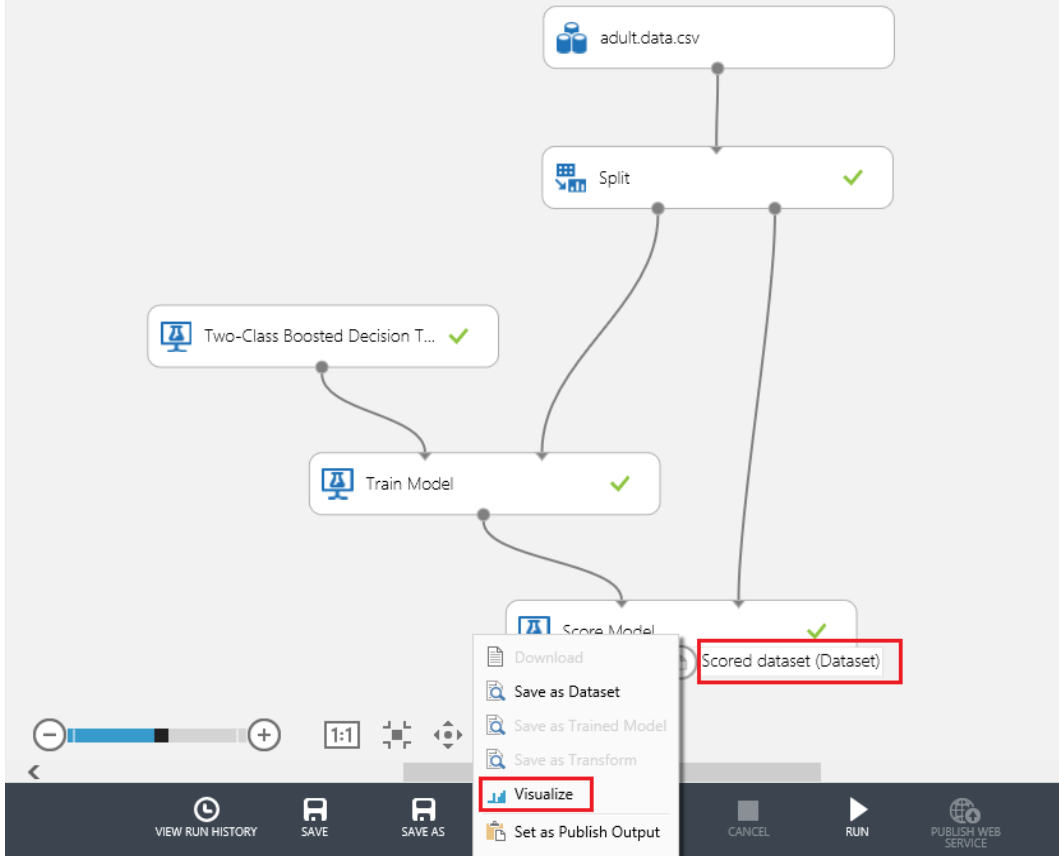 adult.data.csv
Split
Two-Class Boosted Decision T...
Train Model
Score Model
Scored dataset (Dataset)
Download
Save as Dataset
Save as Trained Model
Save as Transform
Visualize
Set as Publish Output
1:1
VIEW RUN HISTORY
SAVE
SAVE AS
CANCEL
RUN
PUBLISH WEB
SERVICE